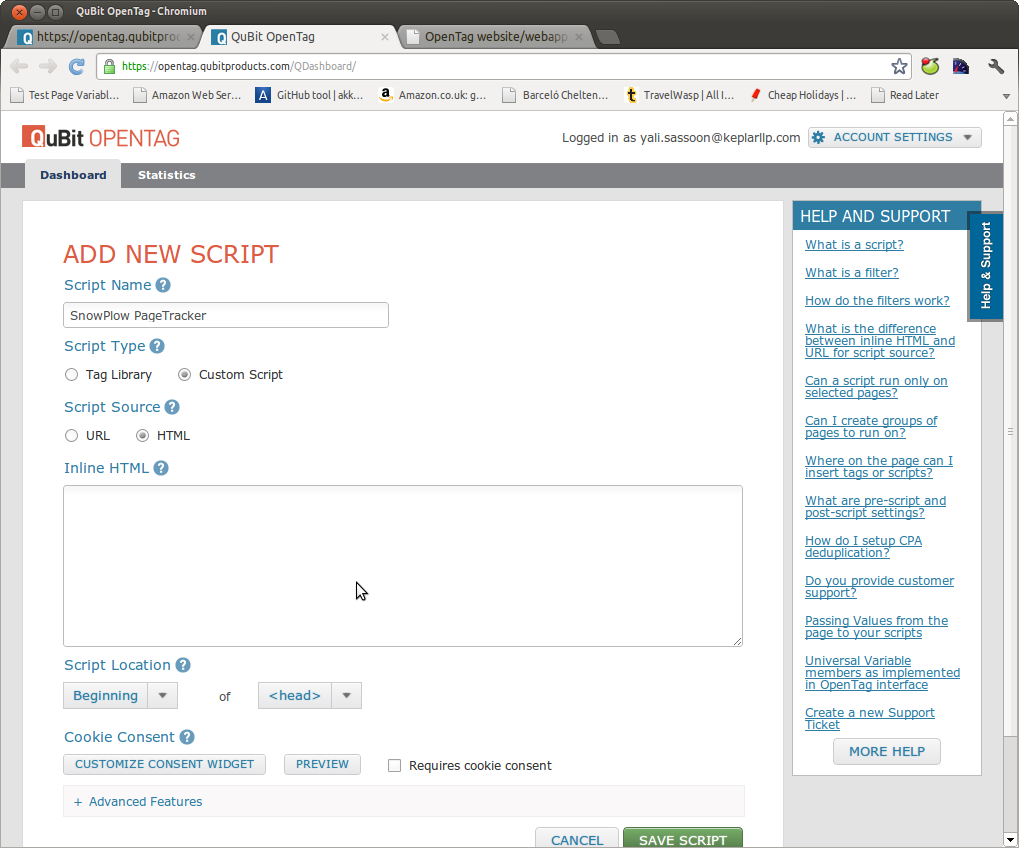 QuBit OpenTag - Chromium
https://opentag.qubitpro
QuBit OpenTag
OpenTag website/webapp
https://opentag.qubitproducts.com/QDashboard/
Test Page Variabl...
Amazon Web Ser...
GitHub tool | akk...
Amazon.co.uk: g...
Barceló Chelten...
TravelWasp | All I...
Cheap Holidays | ...
Read Later
QuBit OPENTAG
Logged in as yali.sassoon@keplarllp.com
ACCOUNT SETTINGS
Dashboard
Statistics
ADD NEW SCRIPT
Script Name ?
SnowPlow PageTracker
Script Type ?
Tag Library
Custom Script
Script Source ?
URL
HTML
Inline HTML ?
Script Location ?
Beginning
of
<head>
Cookie Consent ?
CUSTOMIZE CONSENT WIDGET
PREVIEW
Requires cookie consent
+ Advanced Features
CANCEL
SAVE SCRIPT
HELP AND SUPPORT
Help & Support
What is a script?
What is a filter?
How do the filters work?
What is the difference
between inline HTML and
URL for script source?
Can a script run only on
selected pages?
Can I create groups of
pages to run on?
Where on the page can I
insert tags or scripts?
What are pre-script and
post-script settings?
How do I setup CPA
deduplication?
Do you provide customer
support?
Passing Values from the
page to your scripts
Universal Variable
members as implemented
in OpenTag interface
Create a new Support
Ticket
MORE HELP